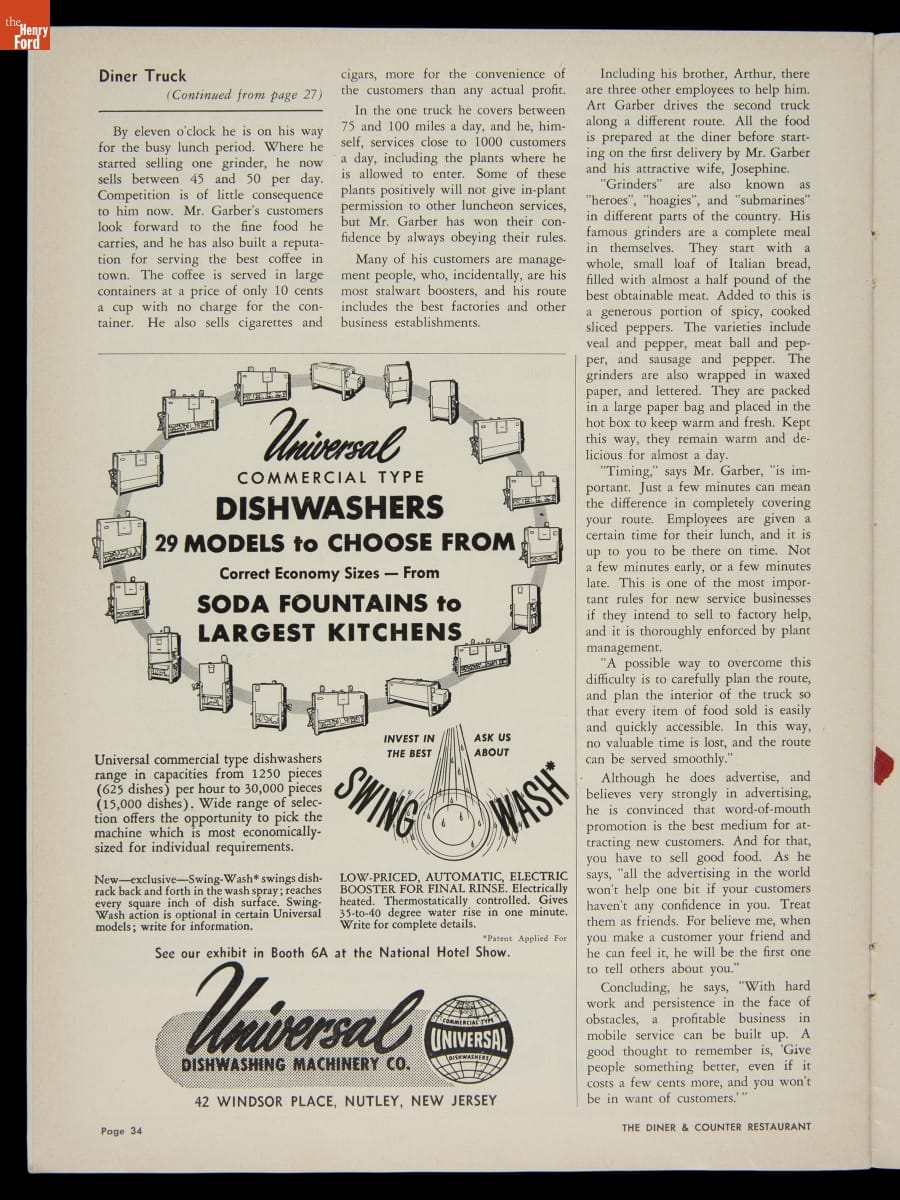 the
Henry
Ford
Diner Truck
(Continued from page 27)
By eleven o'clock he is on his way
for the busy lunch period. Where he
started selling one grinder, he now
sells between 45 and 50 per day.
Competition is of little consequence
to him now. Mr. Garber's customers
look forward to the fine food he
carries, and he has also built a reputa-
tion for serving the best coffee in
town. The coffee is served in large
containers at a price of only 10 cents
a cup with no charge for the con-
tainer. He also sells cigarettes and
cigars, more for the convenience of
the customers than any actual profit.
In the one truck he covers between
75 and 100 miles a day, and he, him-
self, services close to 1000 customers
a day, including the plants where he
is allowed to enter. Some of these
plants positively will not give in-plant
permission to other luncheon services,
but Mr. Garber has won their con-
fidence by always obeying their rules.
Many of his customers are manage-
ment people, who, incidentally, are his
most stalwart boosters, and his route
includes the best factories and other
business establishments.
Including his brother, Arthur, there
are three other employees to help him.
Art Garber drives the second truck
along a different route. All the food
is prepared at the diner before start-
ing on the first delivery by Mr. Garber
and his attractive wife, Josephine.
"Grinders" are also known as
"heroes", "hoagies", and "submarines"
in different parts of the country. His
famous grinders are a complete meal
in themselves. They start with a
whole, small loaf of Italian bread,
filled with almost a half pound of the
best obtainable meat. Added to this is
a generous portion of spicy, cooked
sliced peppers. The varieties include
veal and pepper, meat ball and pep-
per, and sausage and pepper. The
grinders are also wrapped in waxed
paper, and lettered. They are packed
in a large paper bag and placed in the
hot box to keep warm and fresh. Kept
this way, they remain warm and de-
licious for almost a day.
"Timing," says Mr. Garber, "is im-
portant. Just a few minutes can mean
the difference in completely covering
your route. Employees are given a
certain time for their lunch, and it is
up to you to be there on time. Not
a few minutes early, or a few minutes
late. This is one of the most impor-
tant rules for new service businesses
if they intend to sell to factory help,
and it is thoroughly enforced by plant
management.
"A possible way to overcome this
difficulty is to carefully plan the route,
and plan the interior of the truck so
that every item of food sold is easily
and quickly accessible. In this way,
no valuable time is lost, and the route
can be served smoothly."
Although he does advertise, and
believes very strongly in advertising,
he is convinced that word-of-mouth
promotion is the best medium for at-
tracting new customers. And for that,
you have to sell good food. As he
says, "all the advertising in the world
won't help one bit if your customers
haven't any confidence in you. Treat
them as friends. For believe me, when
you make a customer your friend and
he can feel it, he will be the first one
to tell others about you."
Concluding, he says, "With hard
work and persistence in the face of
obstacles, a profitable business in
mobile service can be built up. A
good thought to remember is, 'Give
people something better, even if it
costs a few cents more, and you won't
be in want of customers.' "
Universal
COMMERCIAL TYPE
DISHWASHERS
29 MODELS to CHOOSE FROM
Correct Economy Sizes — From
SODA FOUNTAINS to
LARGEST KITCHENS
Universal commercial type dishwashers
range in capacities from 1250 pieces
(625 dishes) per hour to 30,000 pieces
(15,000 dishes). Wide range of selec-
tion offers the opportunity to pick the
machine which is most economically-
sized for individual requirements.
INVEST IN
THE BEST
ASK US
ABOUT
SWING WASH*
New—exclusive—Swing-Wash* swings dish-
rack back and forth in the wash spray; reaches
every square inch of dish surface. Swing-
Wash action is optional in certain Universal
models; write for information.
LOW-PRICED, AUTOMATIC, ELECTRIC
BOOSTER FOR FINAL RINSE. Electrically
heated. Thermostatically controlled. Gives
35-to-40 degree water rise in one minute.
Write for complete details.
*Patent Applied For
See our exhibit in Booth 6A at the National Hotel Show.
Universal
DISHWASHING MACHINERY CO.
COMMERCIAL TYPE
UNIVERSAL
DISHWASHERS
42 WINDSOR PLACE, NUTLEY, NEW JERSEY
Page 34
THE DINER & COUNTER RESTAURANT